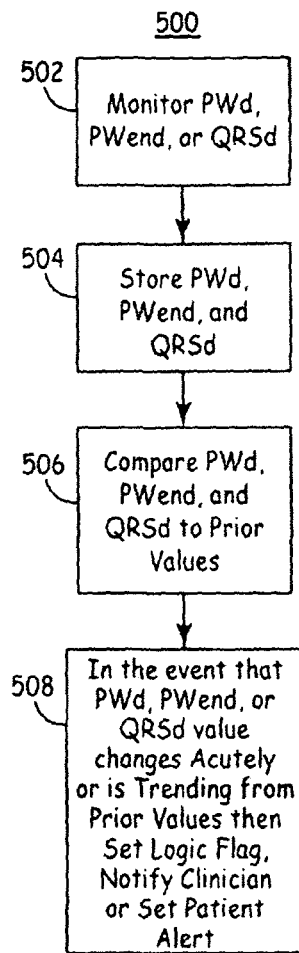 500
502
Monitor PWd,
PWend, or QRSd
504
Store PWd,
PWend, and
QRSd
506
Compare PWd,
PWend, and
QRSd to Prior
Values
508
In the event that
PWd, PWend, or
QRSd value
changes Acutely
or is Trending from
Prior Values then
Set Logic Flag,
Notify Clinician
or Set Patient
Alert